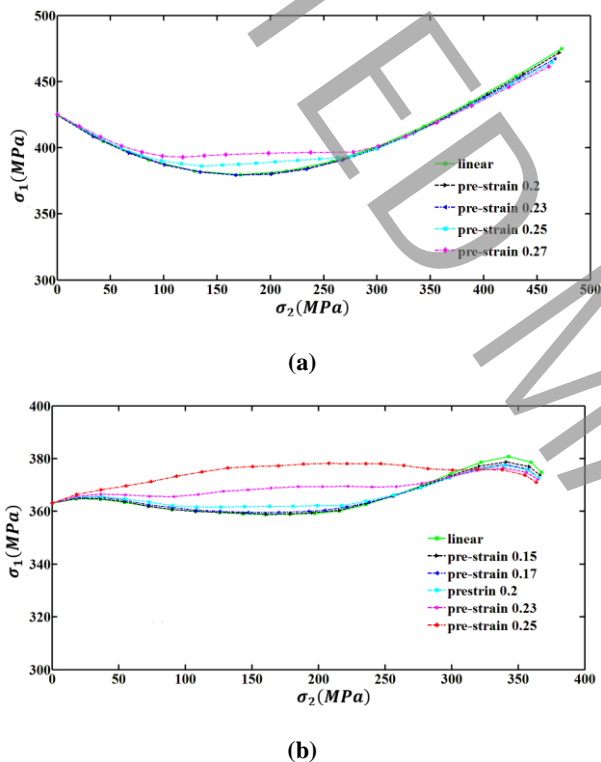 500
450
400
350
300
σ₁(MPa)
linear
pre-strain 0.2
pre-strain 0.23
pre-strain 0.25
pre-strain 0.27
0 50 100 150 200 250 300 350 400 450 500
σ₂(MPa)
(a)
400
380
360
340
320
300
σ₁(MPa)
linear
pre-strain 0.15
pre-strain 0.17
prestrin 0.2
pre-strain 0.23
pre-strain 0.25
0 50 100 150 200 250 300 350 400
σ₂(MPa)
(b)